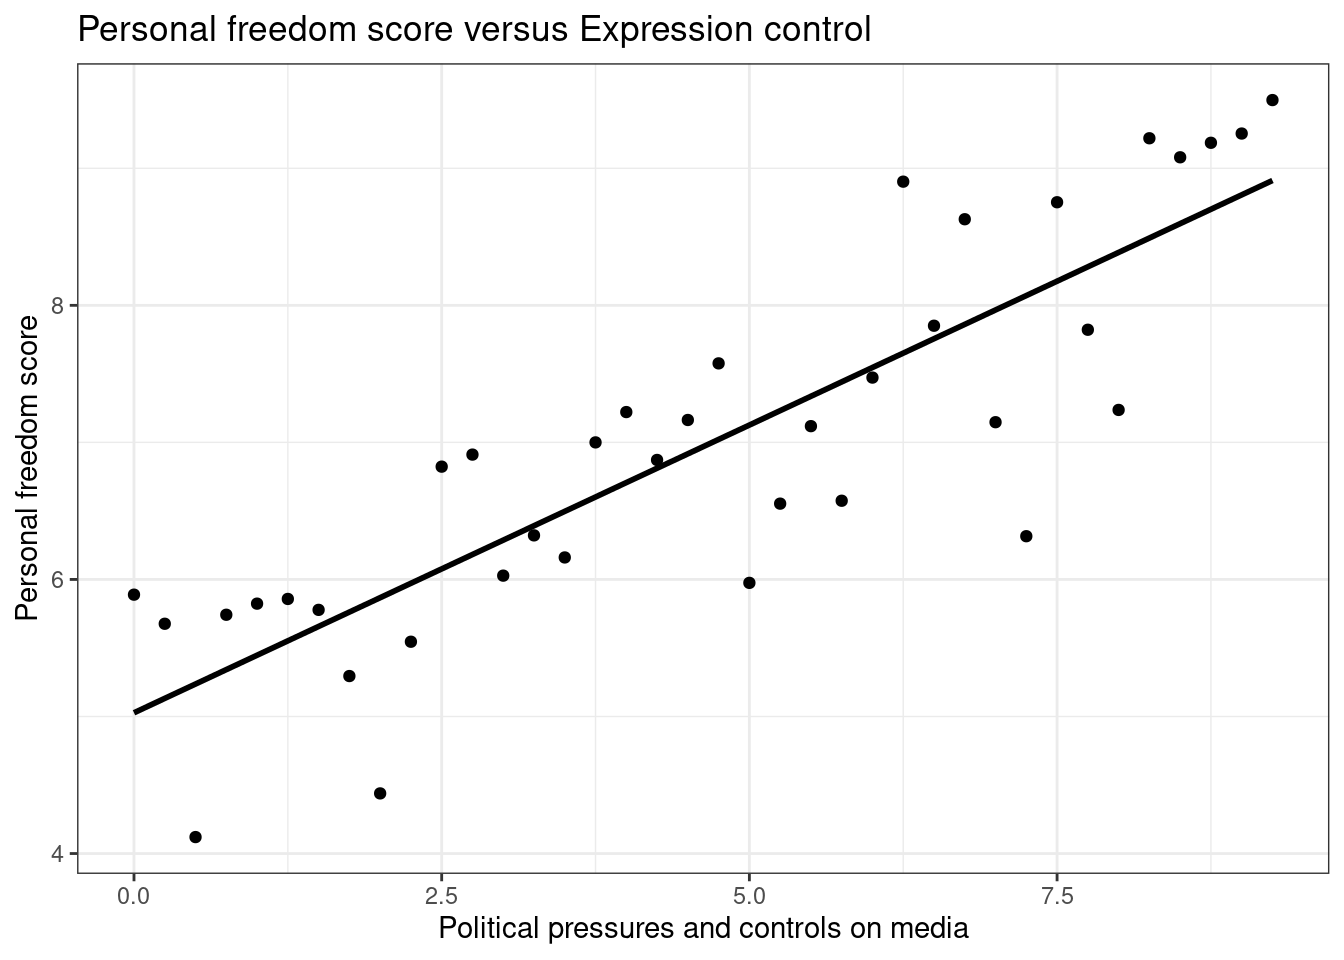 Personal freedom score versus Expression control
Personal freedom score
8
6
4
0.0
2.5
5.0
7.5
Political pressures and controls on media